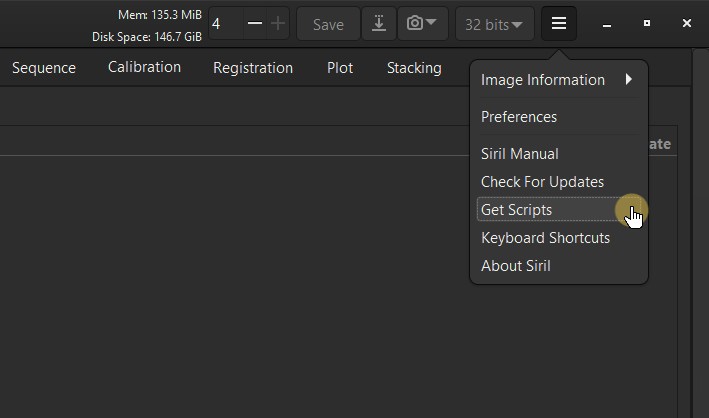 Mem: 135.3 MiB
Disk Space: 146.7 GiB
4
Save
32 bits
Sequence Calibration Registration Plot Stacking
Image Information
Preferences
ate
Siril Manual
Check For Updates
Get Scripts
Keyboard Shortcuts
About Siril